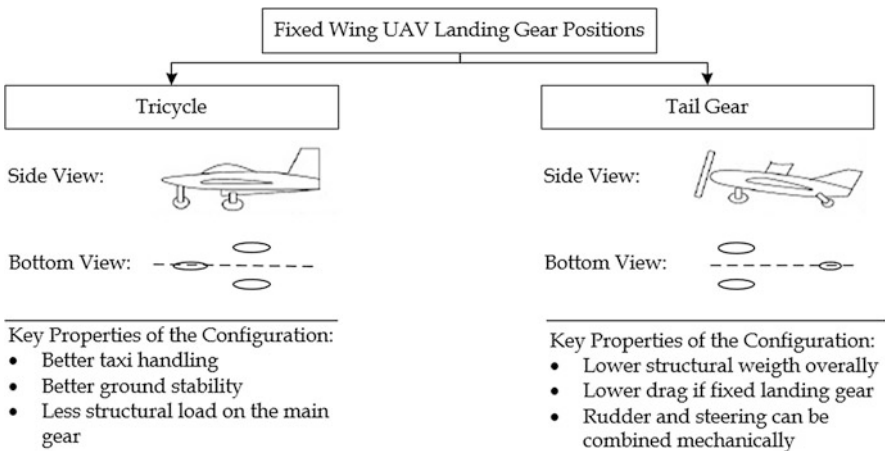 Fixed Wing UAV Landing Gear Positions
Tricycle
Side View:
Bottom View:
Key Properties of the Configuration:
• Better taxi handling
• Better ground stability
• Less structural load on the main
gear
Tail Gear
Side View:
Bottom View:
Key Properties of the Configuration:
• Lower structural weigth overally
• Lower drag if fixed landing gear
• Rudder and steering can be
combined mechanically